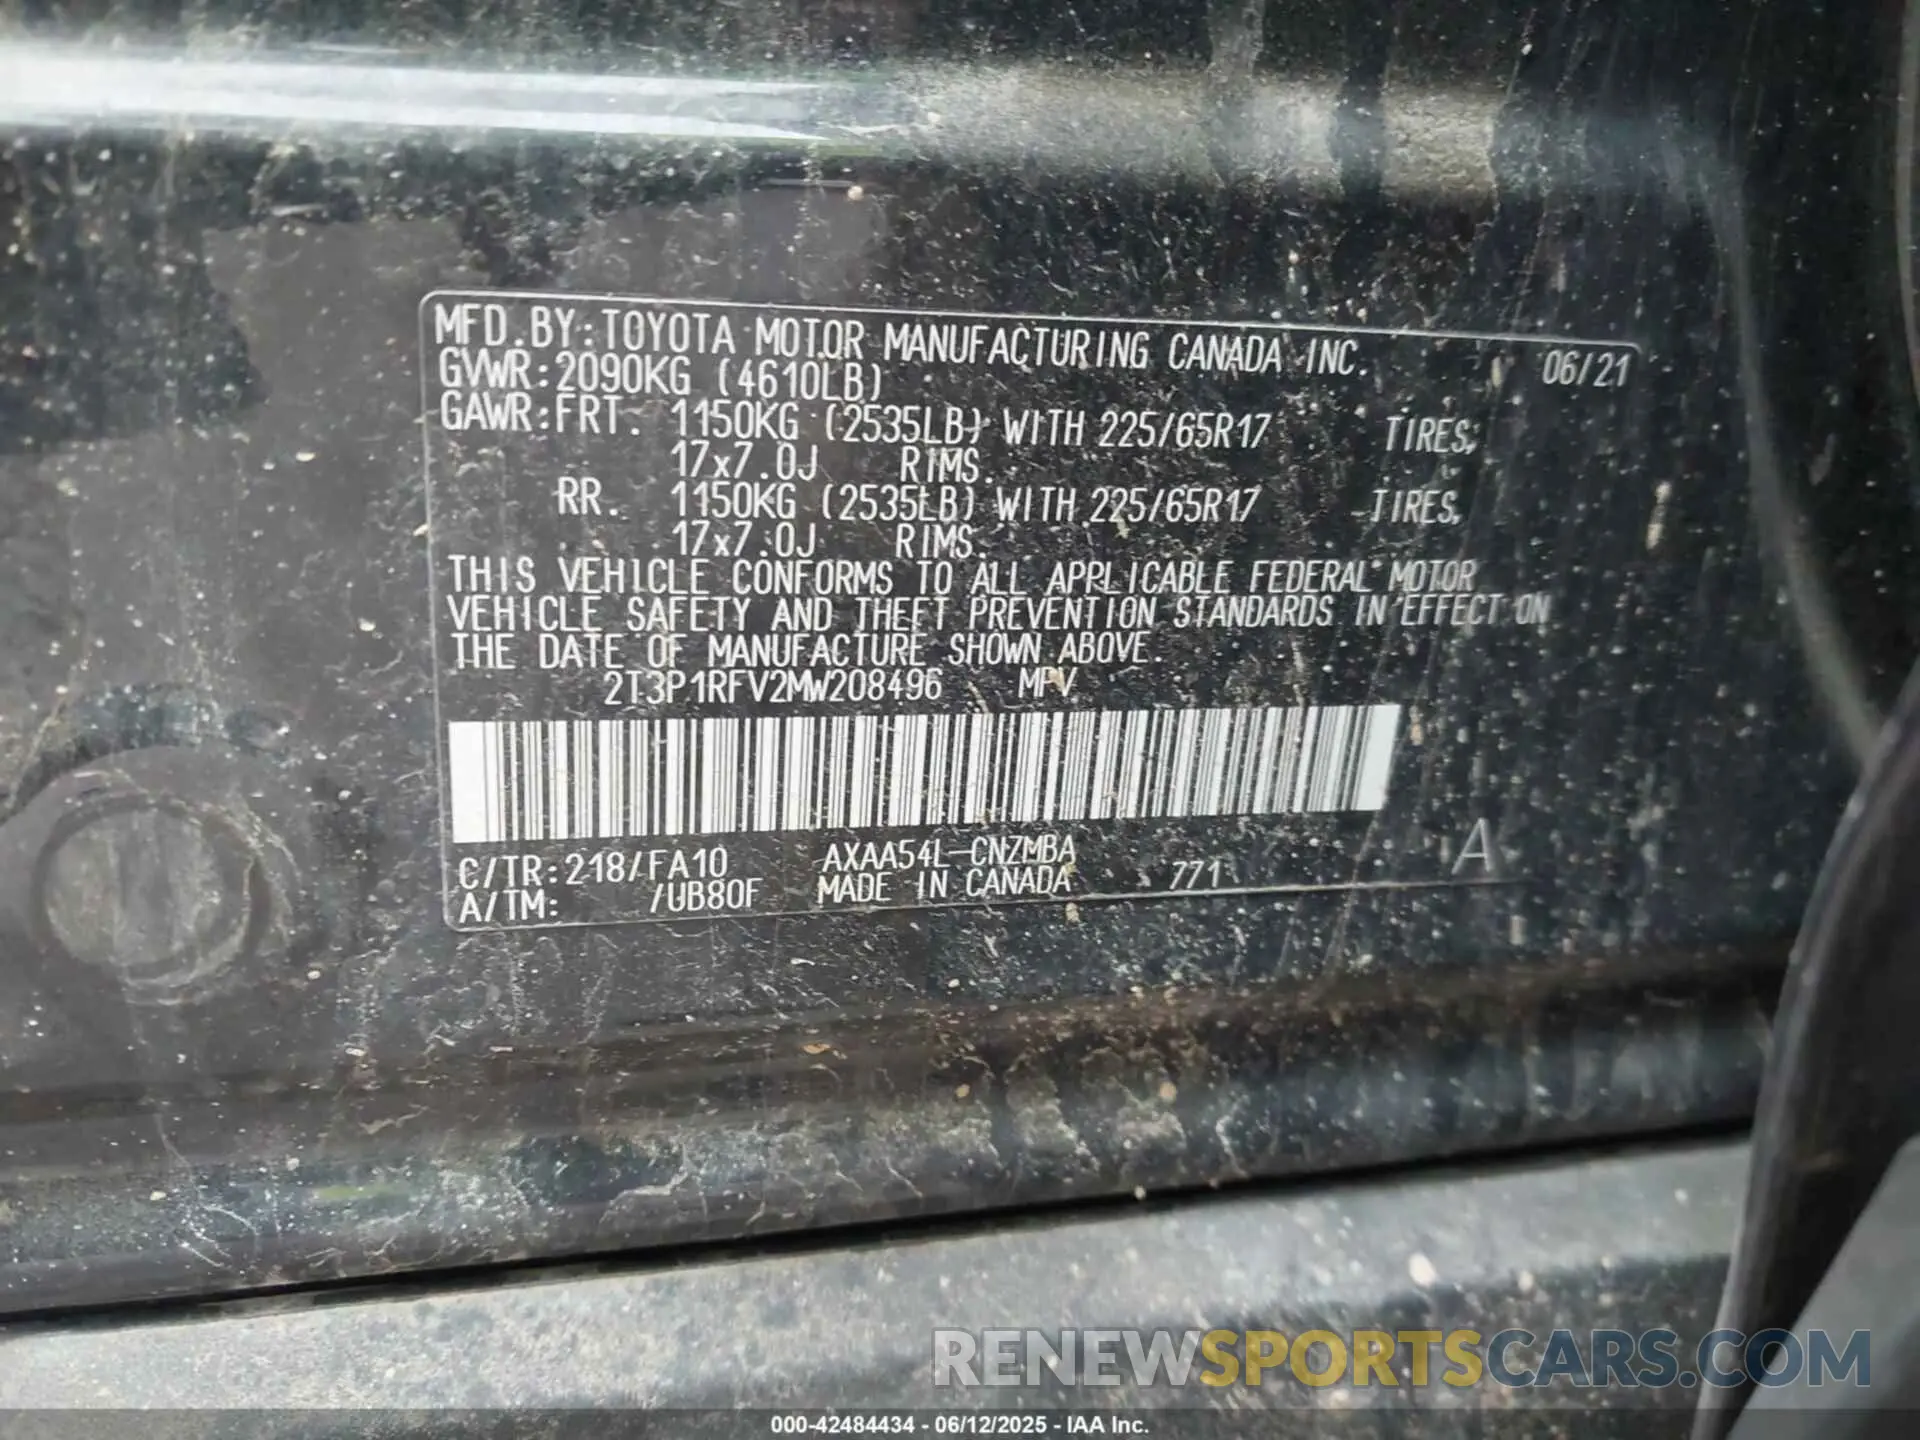 MFD.BY:TOYOTA MOTOR MANUFACTURING CANADA INC. 06/21
GVWR:2090KG (4610LB)
GAWR:FRT. 1150KG (2535LB) WITH 225/65R17 TIRES,
17x7.0J RIMS.
RR. 1150KG (2535LB) WITH 225/65R17 TIRES,
17x7.0J RIMS.
THIS VEHICLE CONFORMS TO ALL APPLICABLE FEDERAL MOTOR
VEHICLE SAFETY AND THEFT PREVENTION STANDARDS IN EFFECT ON
THE DATE OF MANUFACTURE SHOWN ABOVE.
2T3P1RFV2MW208496 MPV
C/TR:218/FA10 AXAA54L-CNZMBA A
A/TM: /UB80F MADE IN CANADA 771
RENEWSPORTSCARS.COM
000-42484434 - 06/12/2025 - IAA Inc.